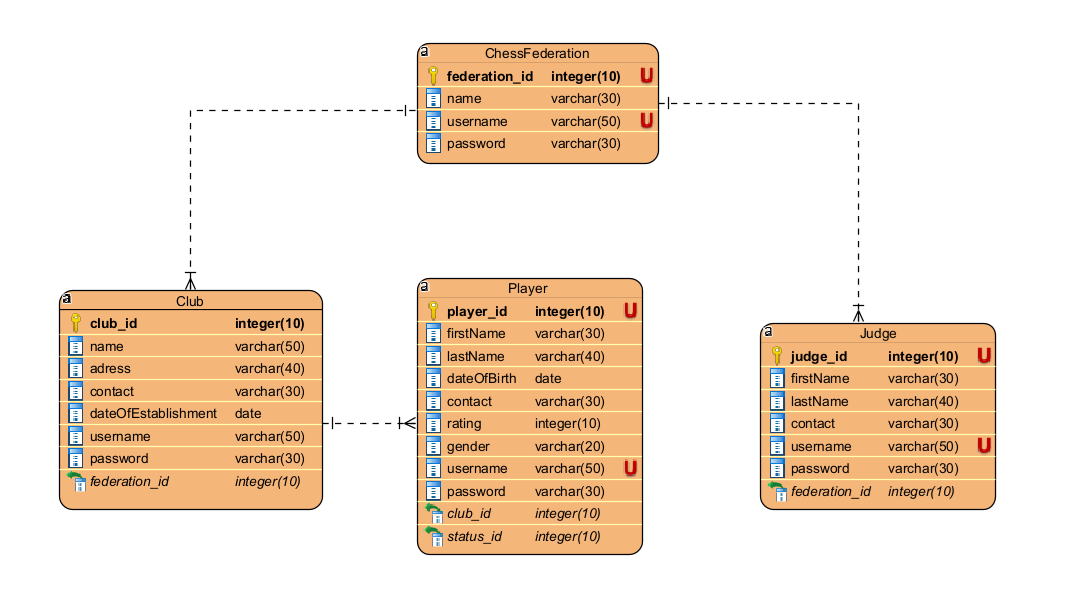 a
ChessFederation
federation_id integer(10) U
name varchar(30)
username varchar(50) U
password varchar(30)
a
Club
club_id integer(10)
name varchar(50)
adress varchar(40)
contact varchar(30)
dateOfEstablishment date
username varchar(50)
password varchar(30)
federation_id integer(10)
a
Player
player_id integer(10) U
firstName varchar(30)
lastName varchar(40)
dateOfBirth date
contact varchar(30)
rating integer(10)
gender varchar(20)
username varchar(50) U
password varchar(30)
club_id integer(10)
status_id integer(10)
a
Judge
judge_id integer(10) U
firstName varchar(30)
lastName varchar(40)
contact varchar(30)
username varchar(50) U
password varchar(30)
federation_id integer(10)